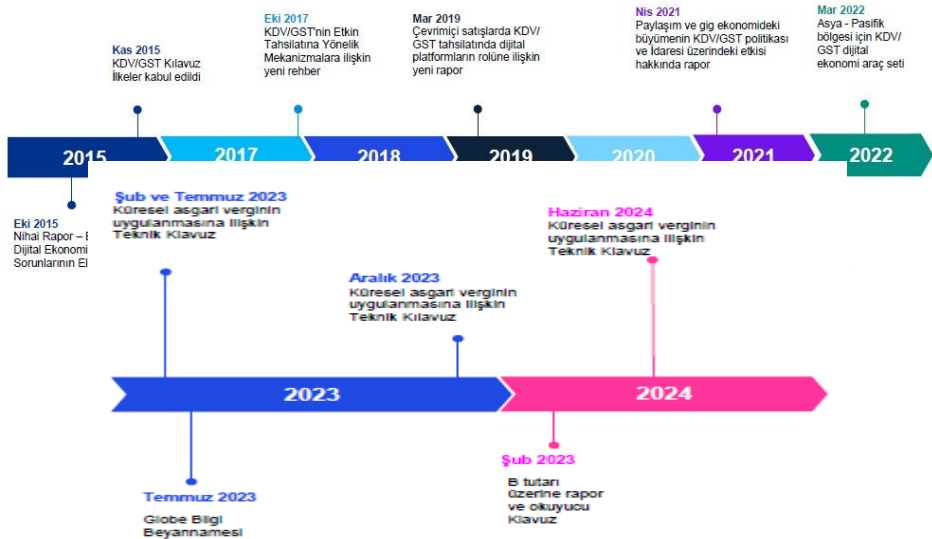 Kas 2015
KDV/GST Kılavuz
İlkeler kabul edildi
Eki 2017
KDV/GST'nin Etkin
Tahsilatına Yönelik
Mekanizmalara ilişkin
yeni rehber
Mar 2019
Çevrimiçi satışlarda KDV/
GST tahsilatında dijital
platformların rolüne ilişkin
yeni rapor
Nis 2021
Paylaşım ve gig ekonomideki
büyümenin KDV/GST politikası
ve İdaresi üzerindeki etkisi
hakkında rapor
Mar 2022
Asya - Pasifik
bölgesi için KDV/
GST dijital
ekonomi araç seti
2015
2017
2018
2019
2020
2021
2022
Eki 2015
Nihai Rapor –
Dijital Ekonomi
Sorunlarının
Şub ve Temmuz 2023
Küresel asgari verginin
uygulanmasına ilişkin
Teknik Klavuz
Aralık 2023
Küresel asgari verginin
uygulanmasına ilişkin
Teknik Kılavuz
Haziran 2024
Küresel asgari verginin
uygulanmasına ilişkin
Teknik Klavuz
2023
2024
Temmuz 2023
Globe Bilgi
Beyannamesi
Şub 2023
B tutarı
üzerine rapor
ve okuyucu
Klavuz